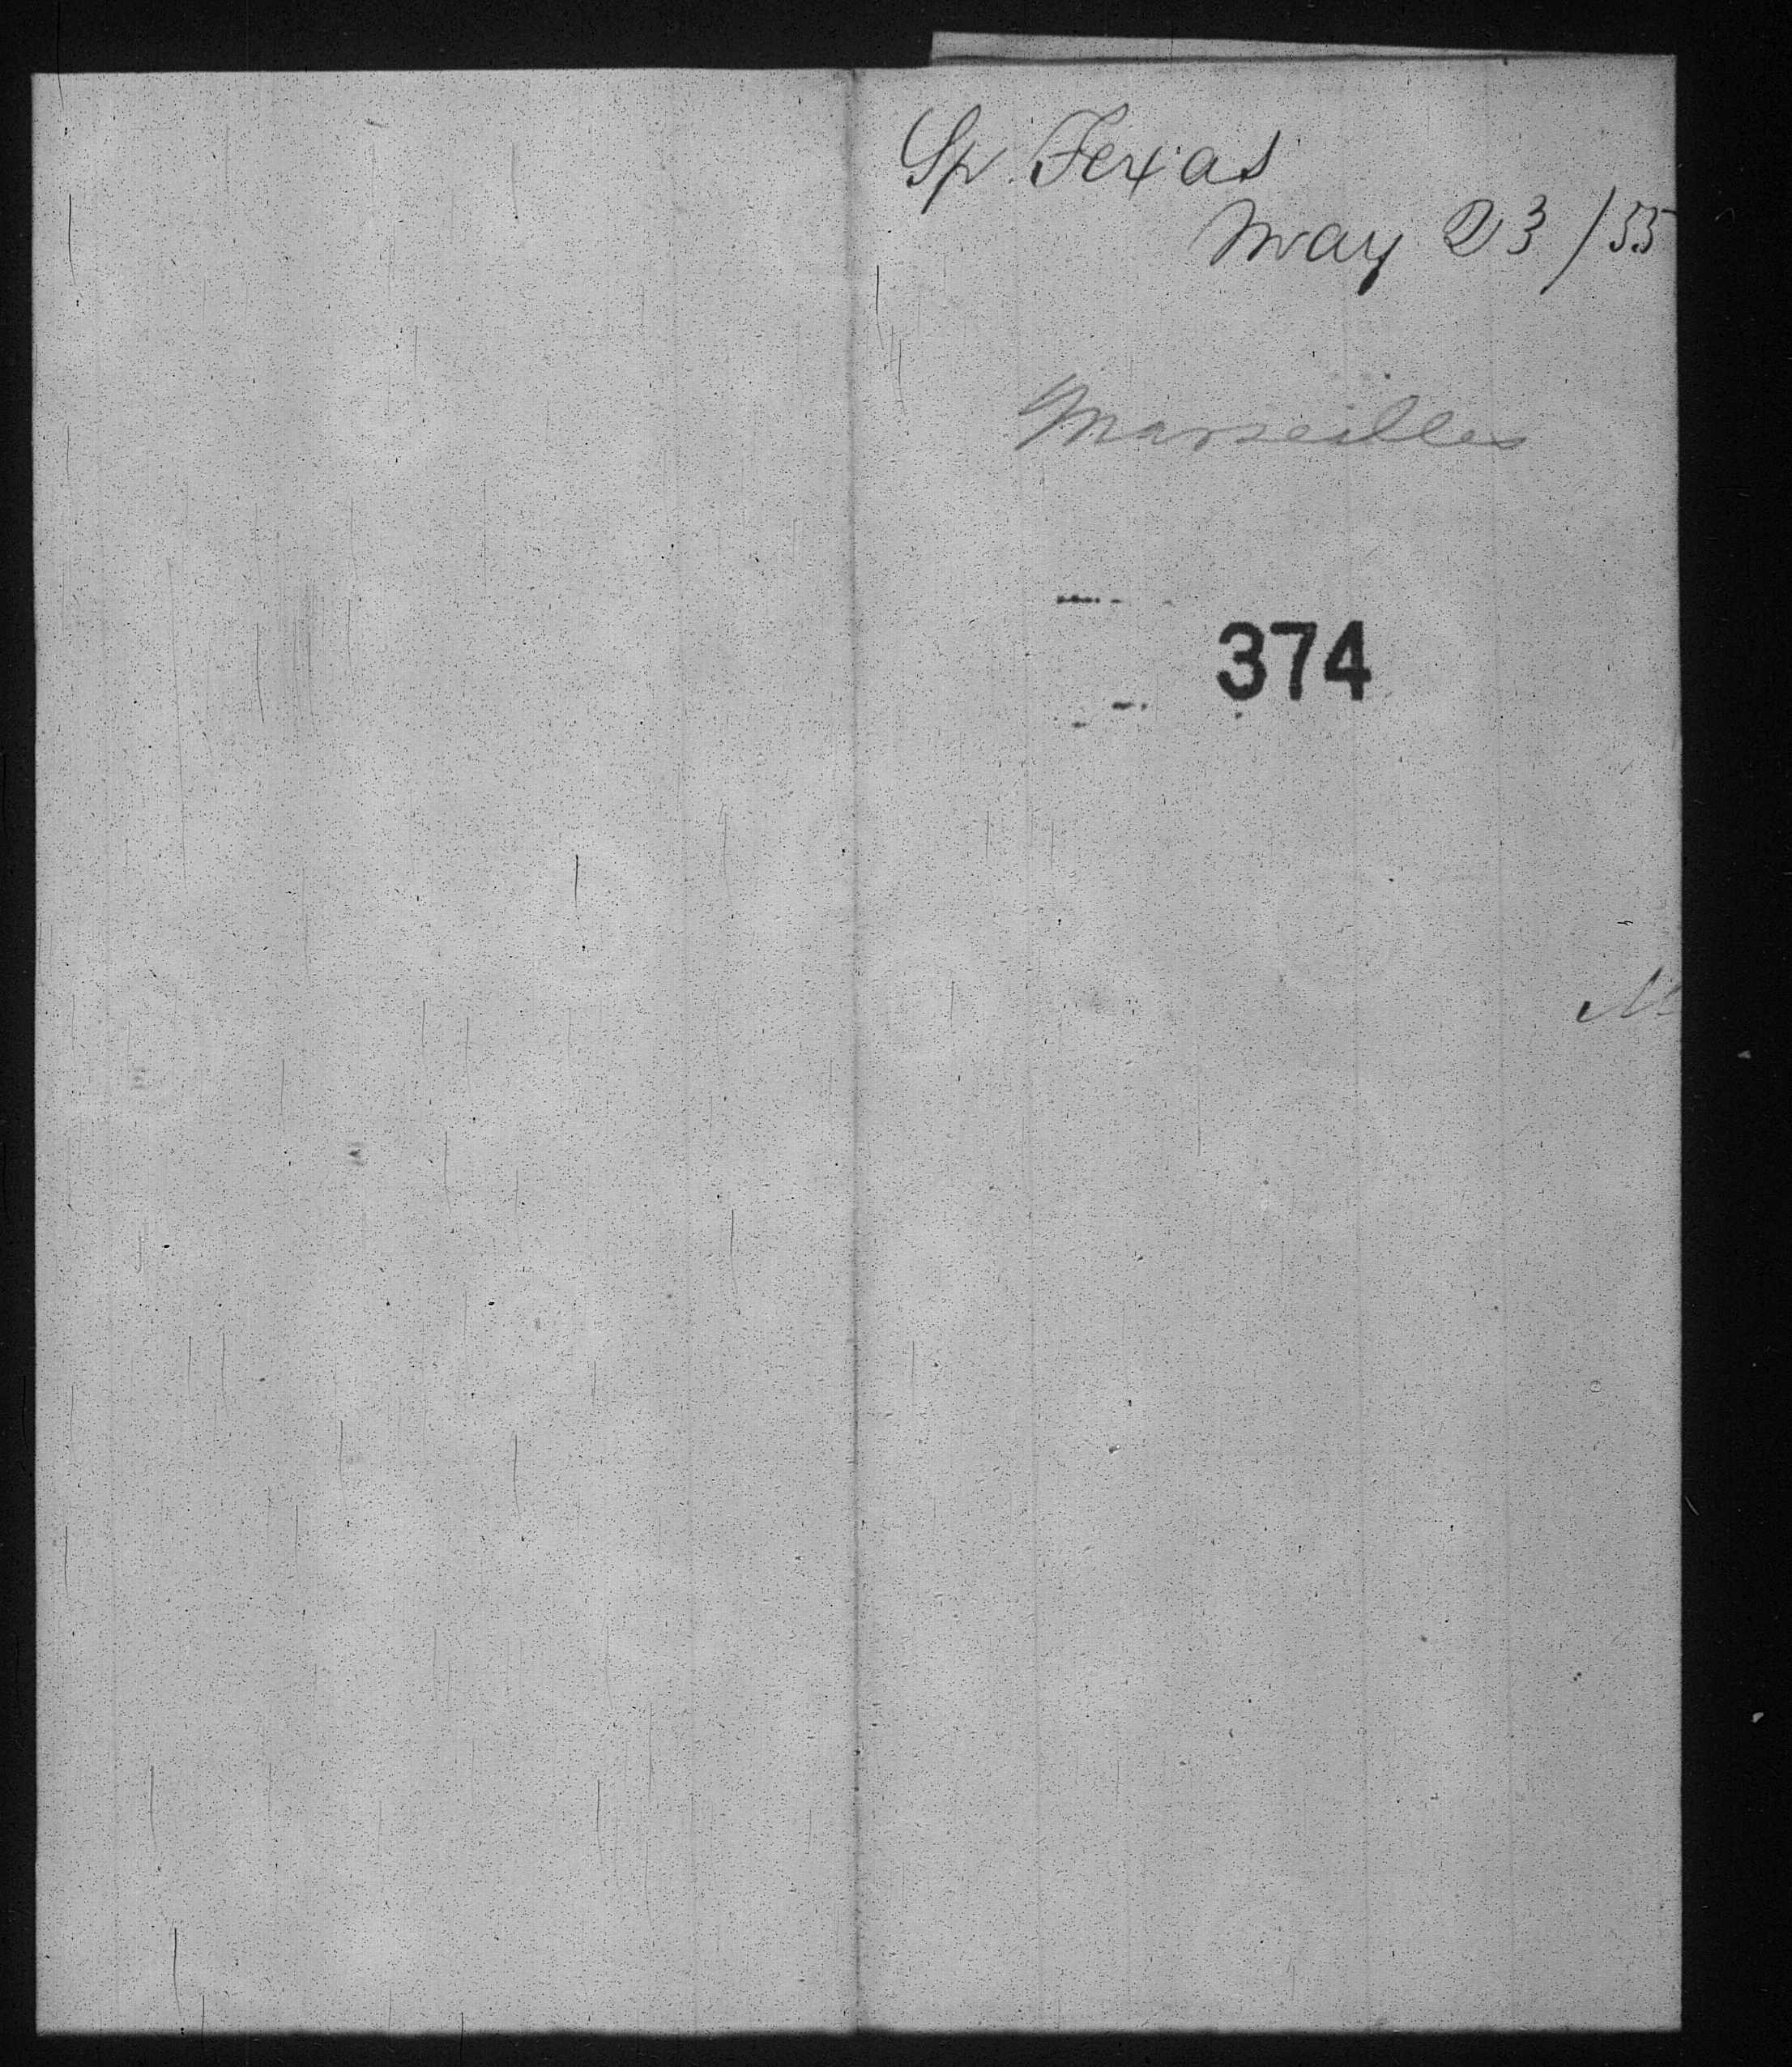 Sp. Texas
May 23 /55
Marseilles
374
M